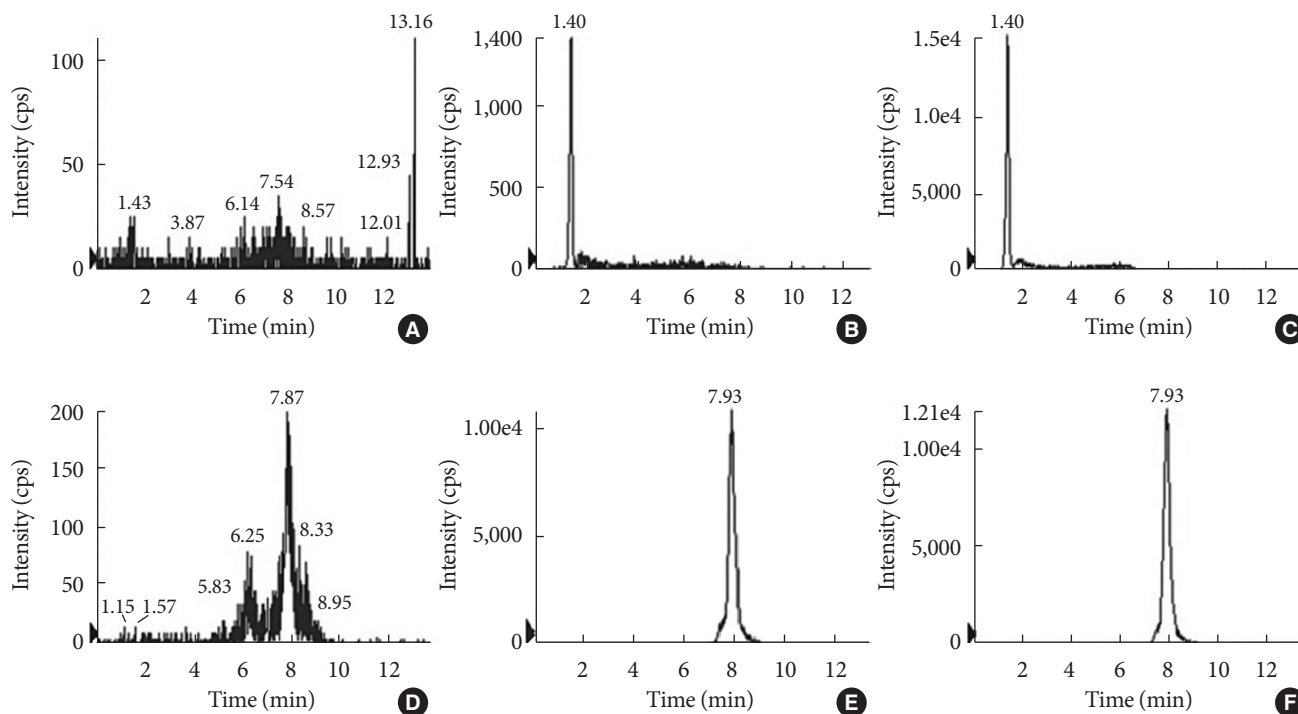 13.16
100
Intensity (cps)
12.93
50
7.54
1.43
3.87
6.14
8.57
12.01
0
2 4 6 8 10 12
Time (min)
A
1.40
1,400
1,000
Intensity (cps)
500
0
2 4 6 8 10 12
Time (min)
B
1.40
1.5e4
1.0e4
Intensity (cps)
5,000
0
2 4 6 8 10 12
Time (min)
C
7.87
200
150
Intensity (cps)
100
6.25
8.33
50
5.83
8.95
1.15
1.57
0
2 4 6 8 10 12
Time (min)
D
7.93
1.00e4
Intensity (cps)
5,000
0
2 4 6 8 10 12
Time (min)
E
7.93
1.21e4
1.00e4
Intensity (cps)
5,000
0
2 4 6 8 10 12
Time (min)
F